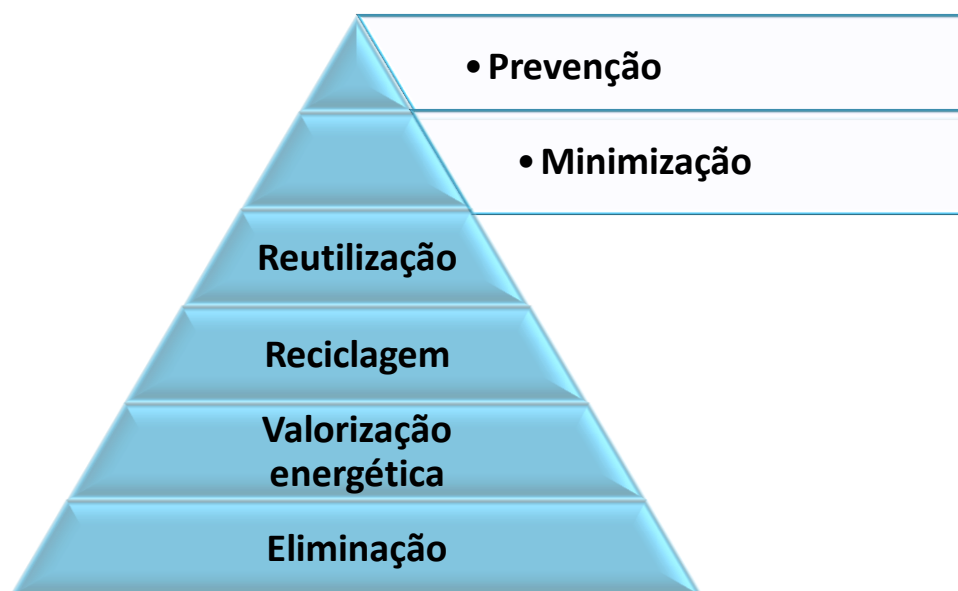 • Prevenção
• Minimização
Reutilização
Reciclagem
Valorização
energética
Eliminação